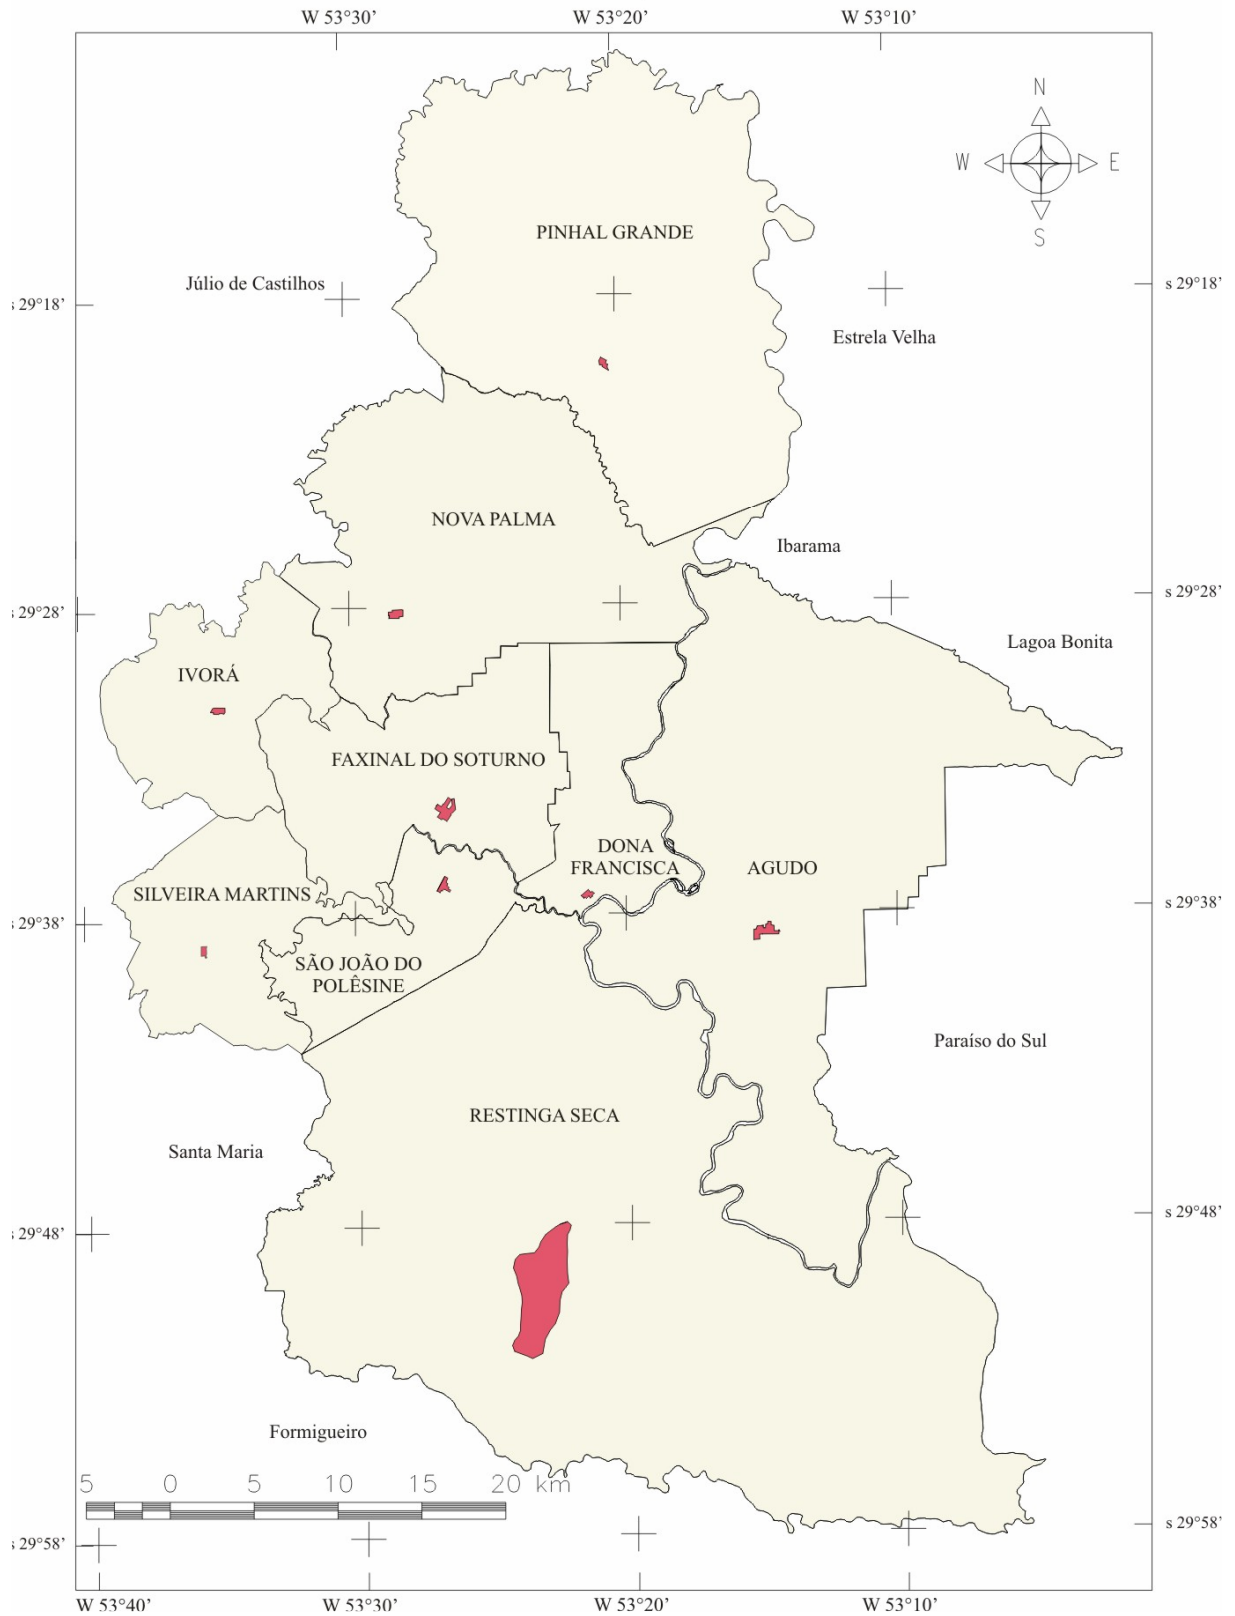 W 53°30’
W 53°20’
W 53°10’
N
W
E
S
PINHAL GRANDE
Júlio de Castilhos
s 29°18’
s 29°18’
Estrela Velha
NOVA PALMA
Ibarama
s 29°28’
s 29°28’
Lagoa Bonita
IVORÁ
FAXINAL DO SOTURNO
DONA
FRANCISCA
AGUDO
SILVEIRA MARTINS
s 29°38’
s 29°38’
SÃO JOÃO DO
POLÊSINE
Paraíso do Sul
RESTINGA SECA
Santa Maria
s 29°48’
s 29°48’
Formigueiro
5 0 5 10 15 20 km
s 29°58’
s 29°58’
W 53°40’
W 53°30’
W 53°20’
W 53°10’